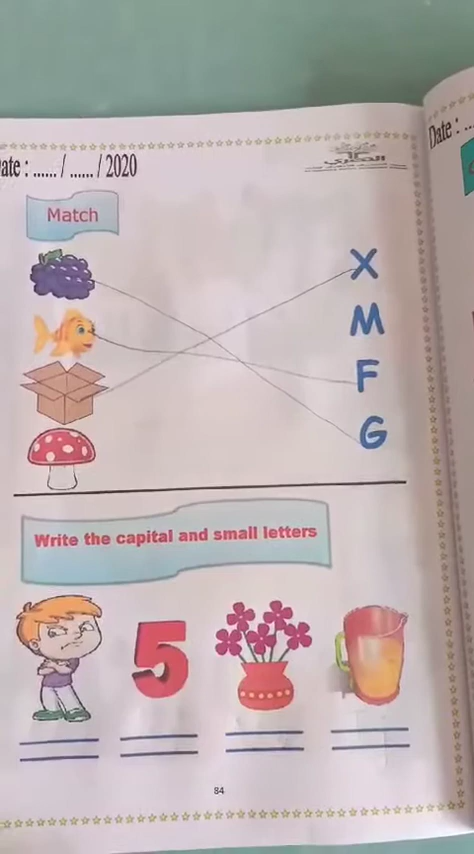 ate : ...... / ...... / 2020
Date : ...
Match
X
M
F
G
Write the capital and small letters
5
84